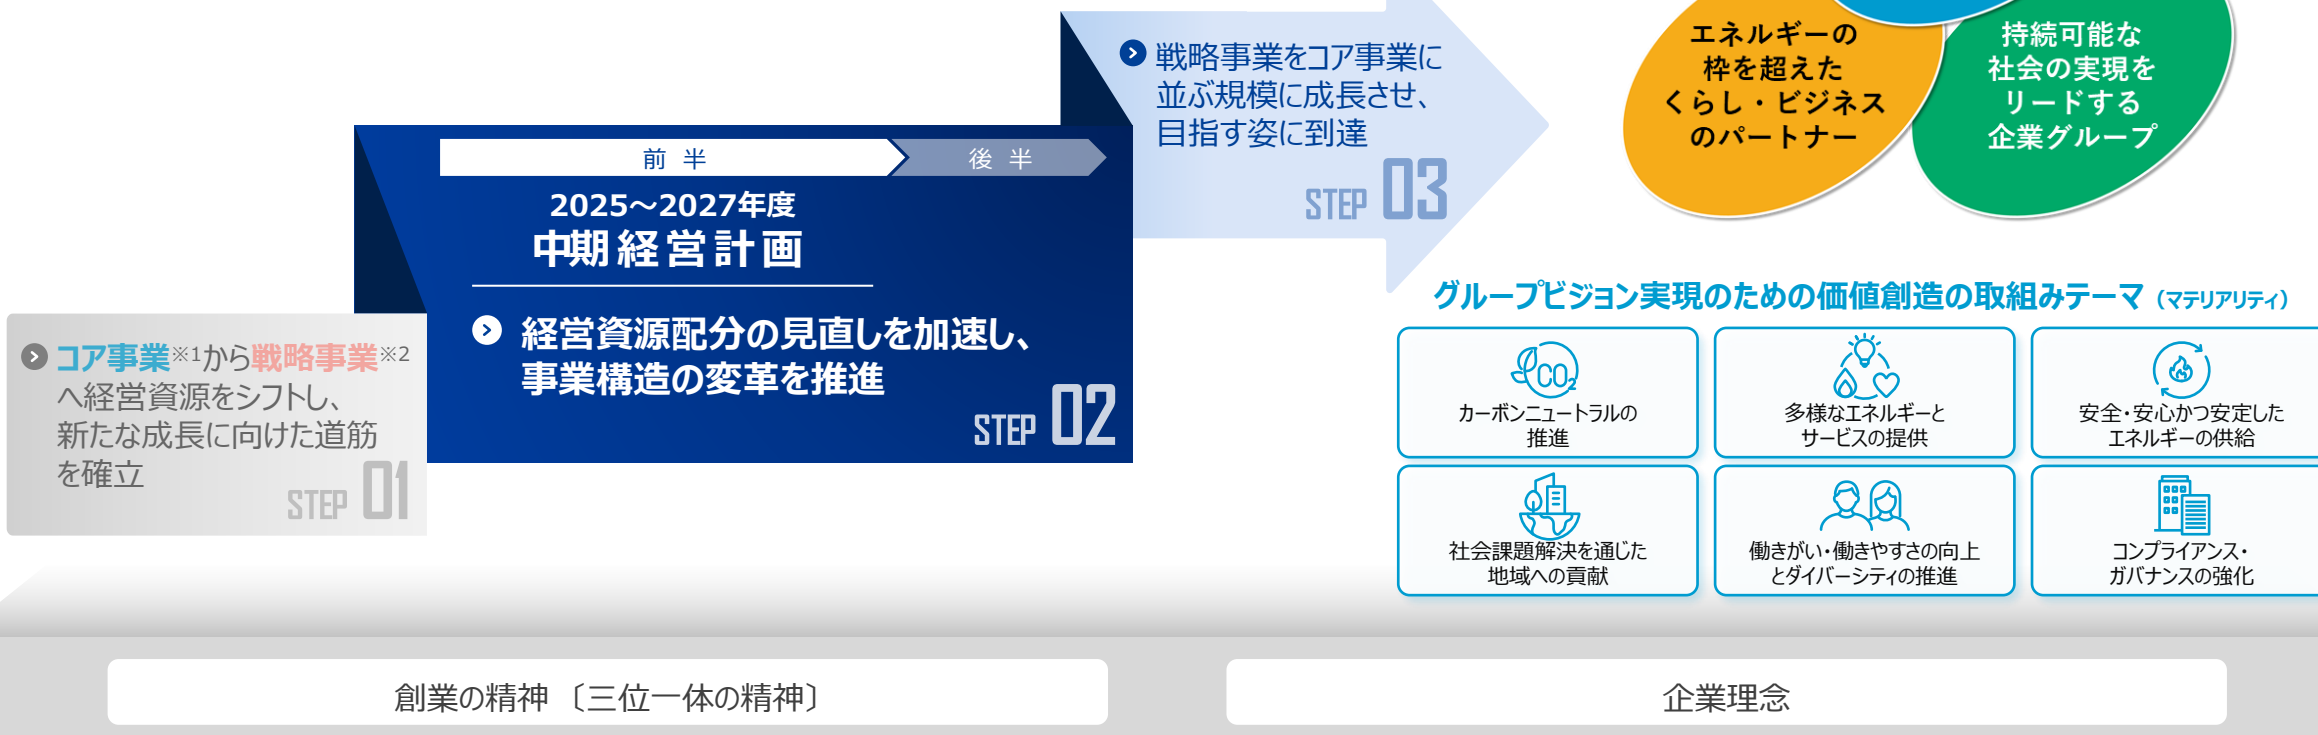 コア事業※1から戦略事業※2
へ経営資源をシフトし、
新たな成長に向けた道筋
を確立
STEP 01
前 半
後 半
2025～2027年度
中期経営計画
経営資源配分の見直しを加速し、
事業構造の変革を推進
STEP 02
戦略事業をコア事業に
並ぶ規模に成長させ、
目指す姿に到達
STEP 03
エネルギーの
枠を超えた
くらし・ビジネス
のパートナー
持続可能な
社会の実現を
リードする
企業グループ
グループビジョン実現のための価値創造の取組みテーマ（マテリアリティ）
CO2
カーボンニュートラルの
推進
多様なエネルギーと
サービスの提供
安全・安心かつ安定した
エネルギーの供給
社会課題解決を通じた
地域への貢献
働きがい・働きやすさの向上
とダイバーシティの推進
コンプライアンス・
ガバナンスの強化
創業の精神 〔三位一体の精神〕
企業理念